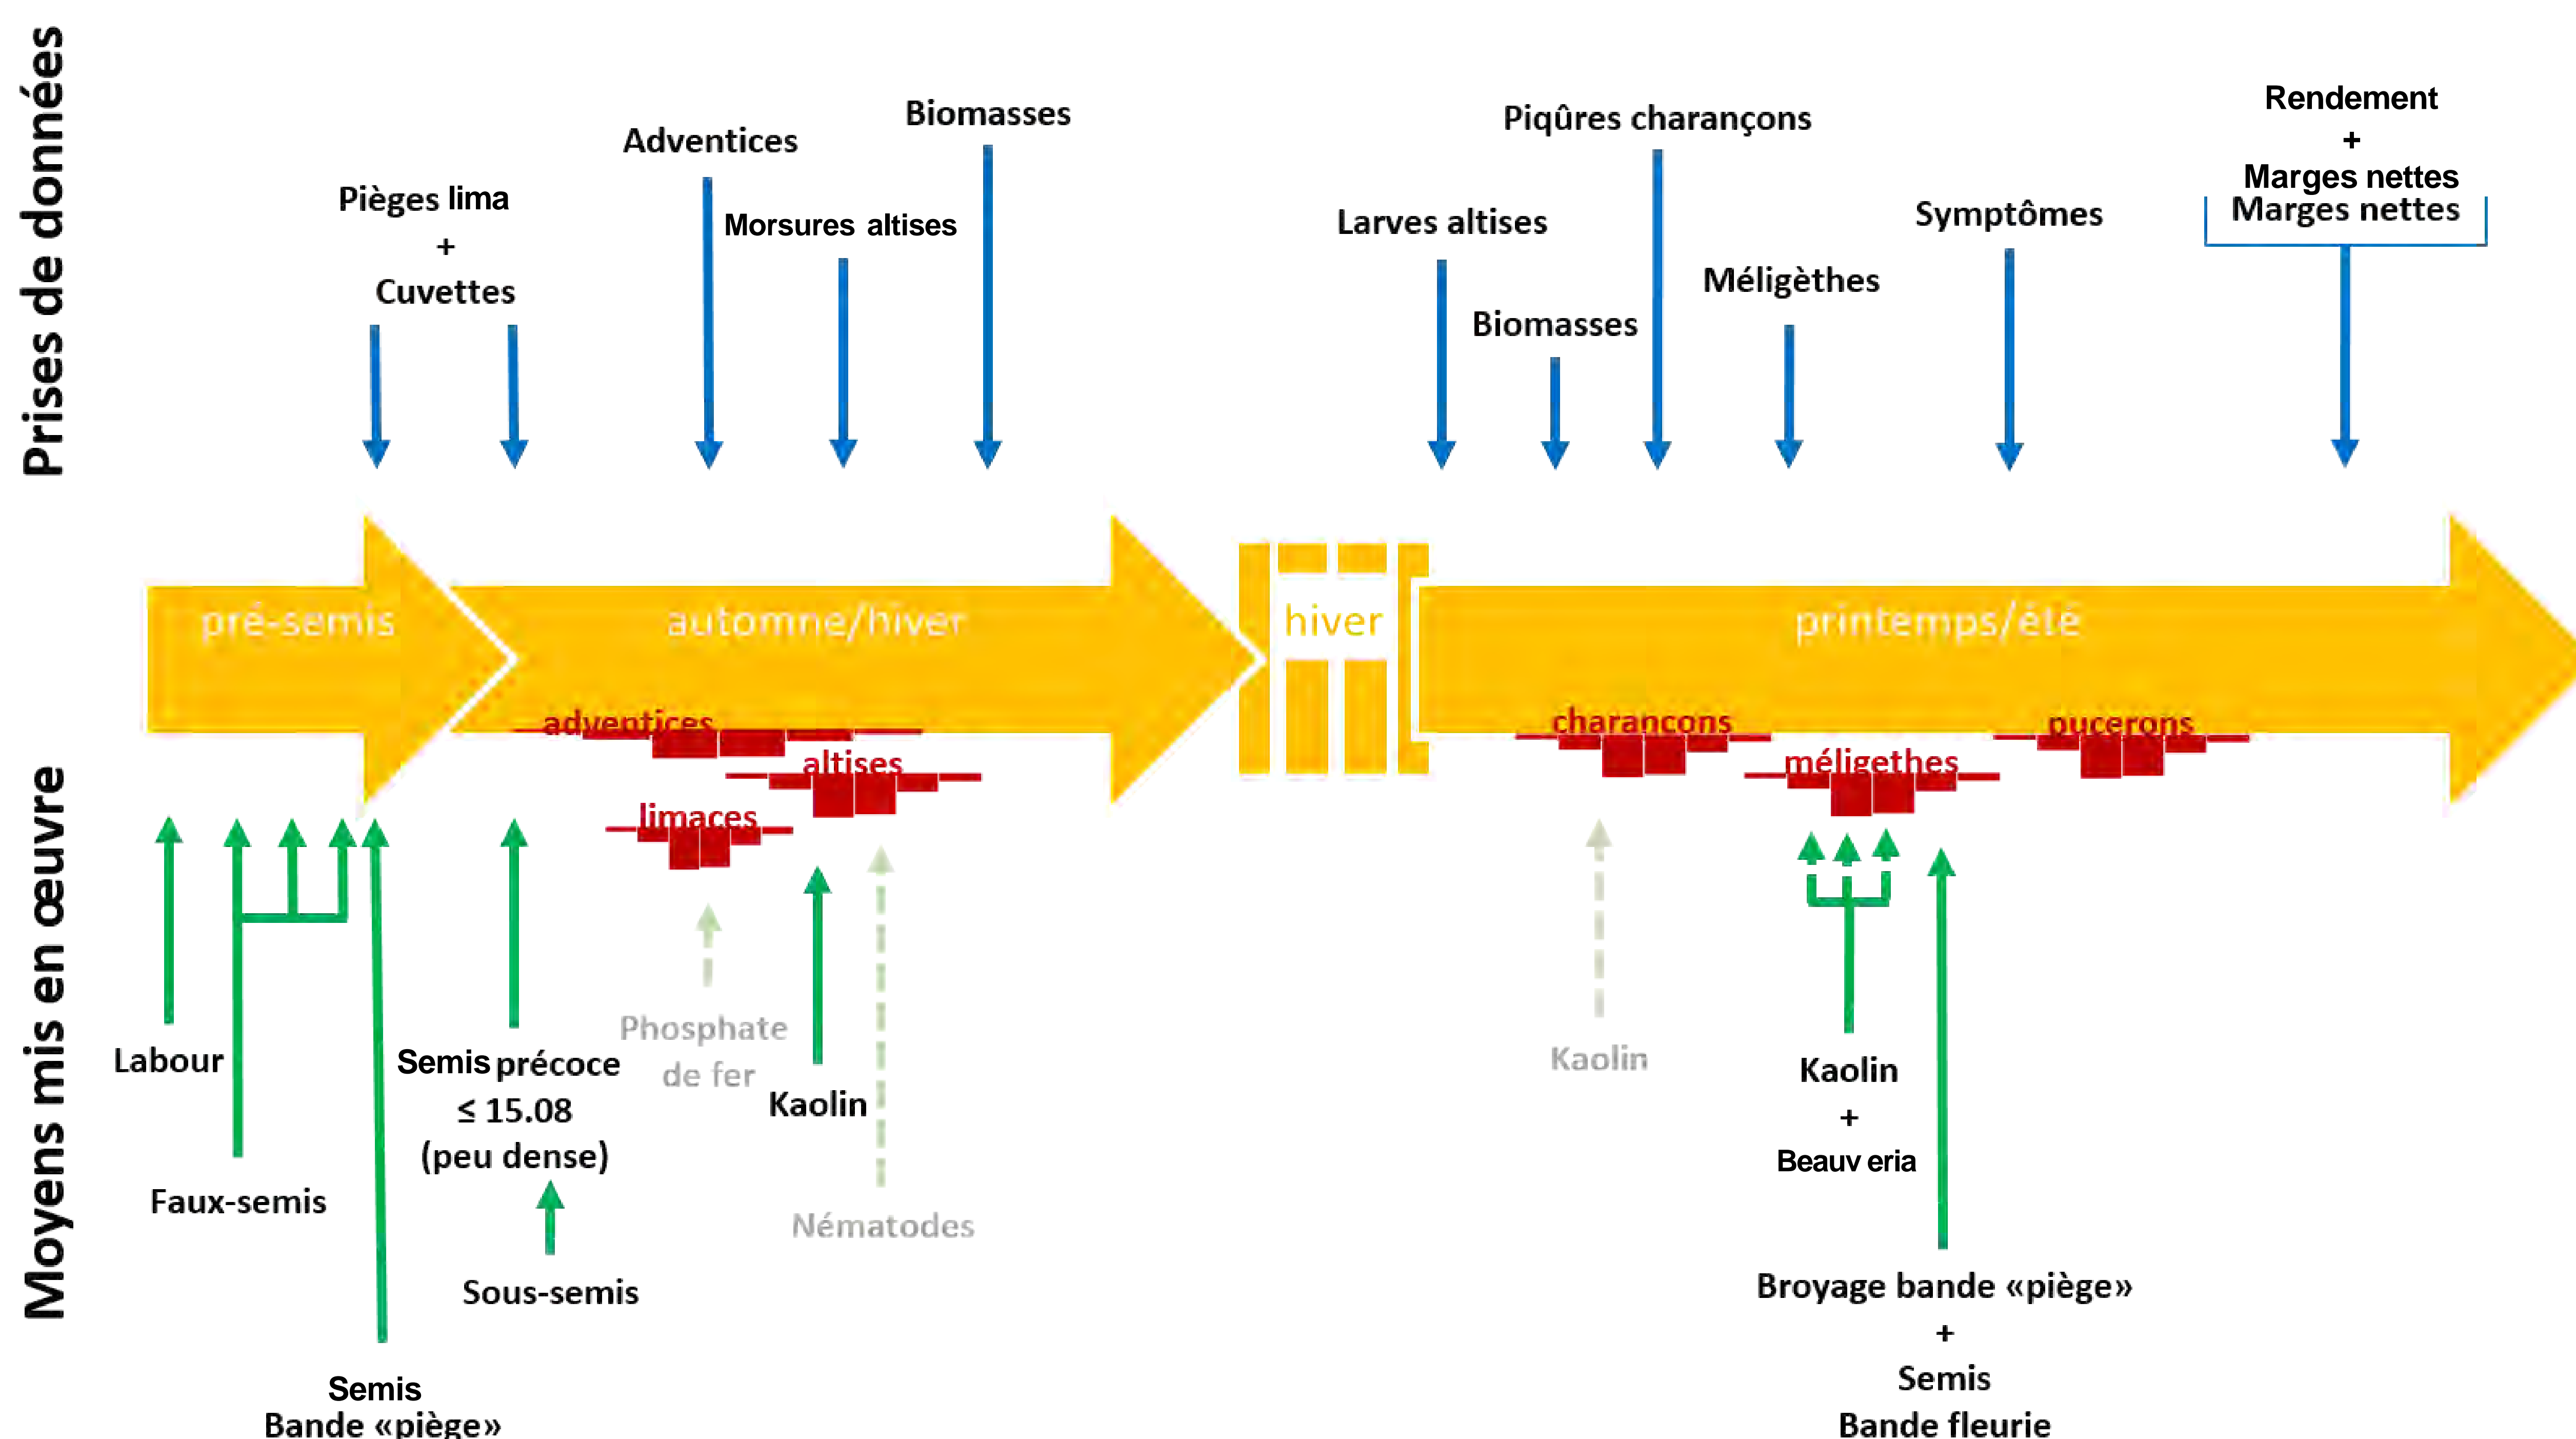 Prises de données
Pièges lima
+
Cuvettes
Adventices
Morsures altises
Biomasses
Larves altises
Biomasses
Piqûres charançons
Méligèthes
Symptômes
Rendement
+
Marges nettes
Marges nettes
pré-semis
automne/hiver
hiver
printemps/été
adventices
altises
limaces
charançons
méligethes
pucerons
Moyens mis en œuvre
Labour
Faux-semis
Semis
Bande «piège»
Semis précoce
≤ 15.08
(peu dense)
Sous-semis
Phosphate
de fer
Kaolin
Nématodes
Kaolin
Kaolin
+
Beauv eria
Broyage bande «piège»
+
Semis
Bande fleurie